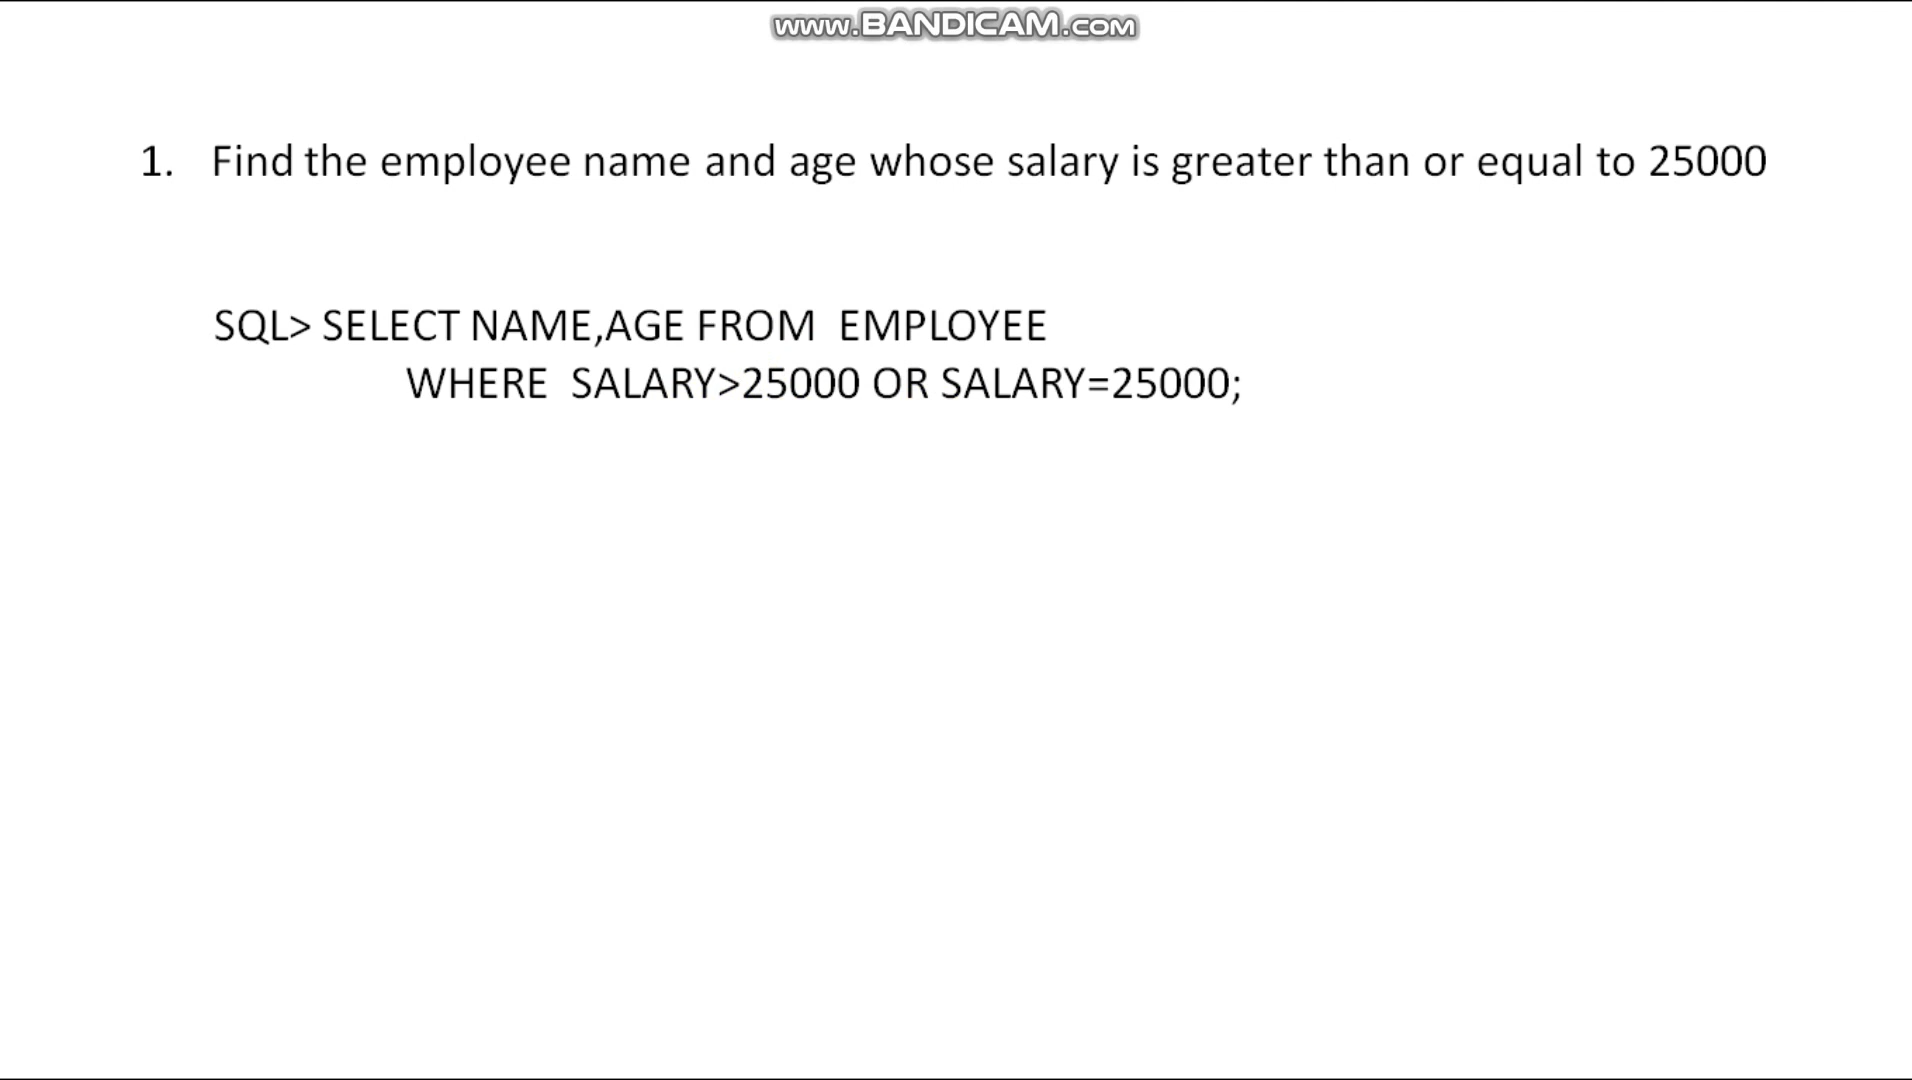 www.BANDICAM.COM
1. Find the employee name and age whose salary is greater than or equal to 25000
SQL> SELECT NAME,AGE FROM  EMPLOYEE
WHERE  SALARY>25000 OR SALARY=25000;